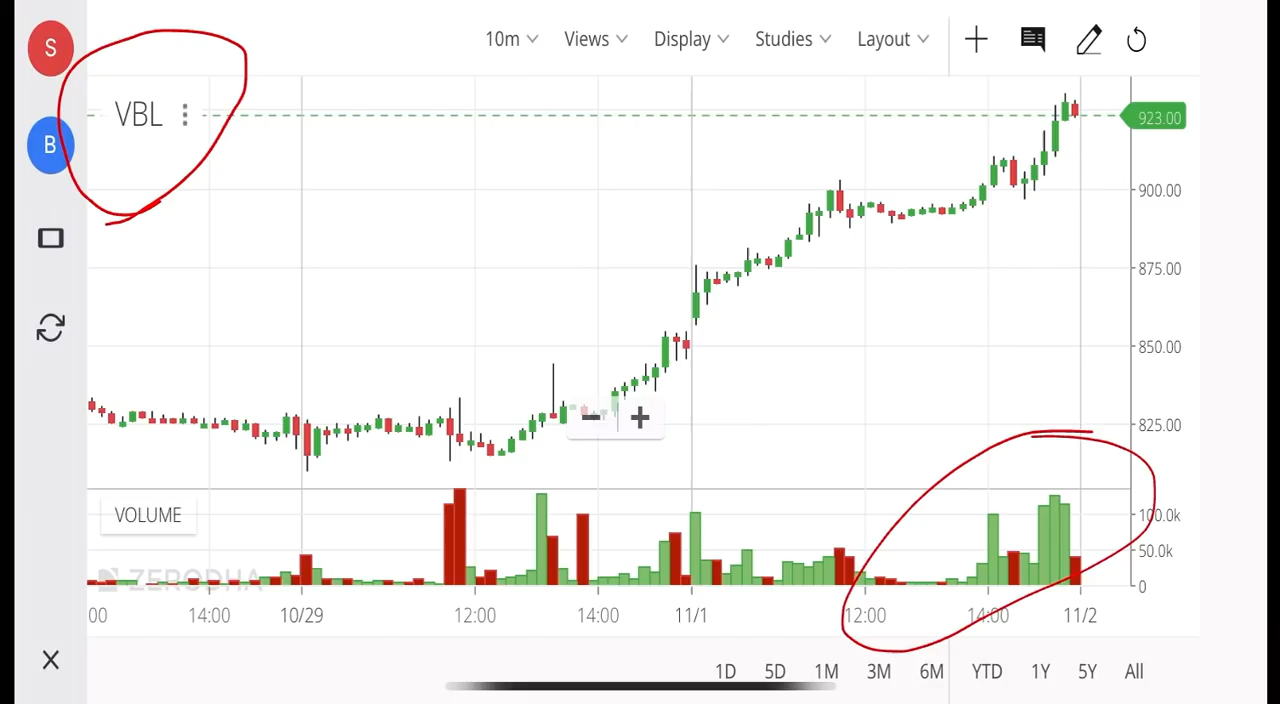 S
10m Views Display Studies Layout
VBL
B
923.00
900.00
875.00
850.00
825.00
VOLUME
100.0k
50.0k
0
ZERODHA
00 14:00 10/29 12:00 14:00 11/1 12:00 14:00 11/2
1D 5D 1M 3M 6M YTD 1Y 5Y All